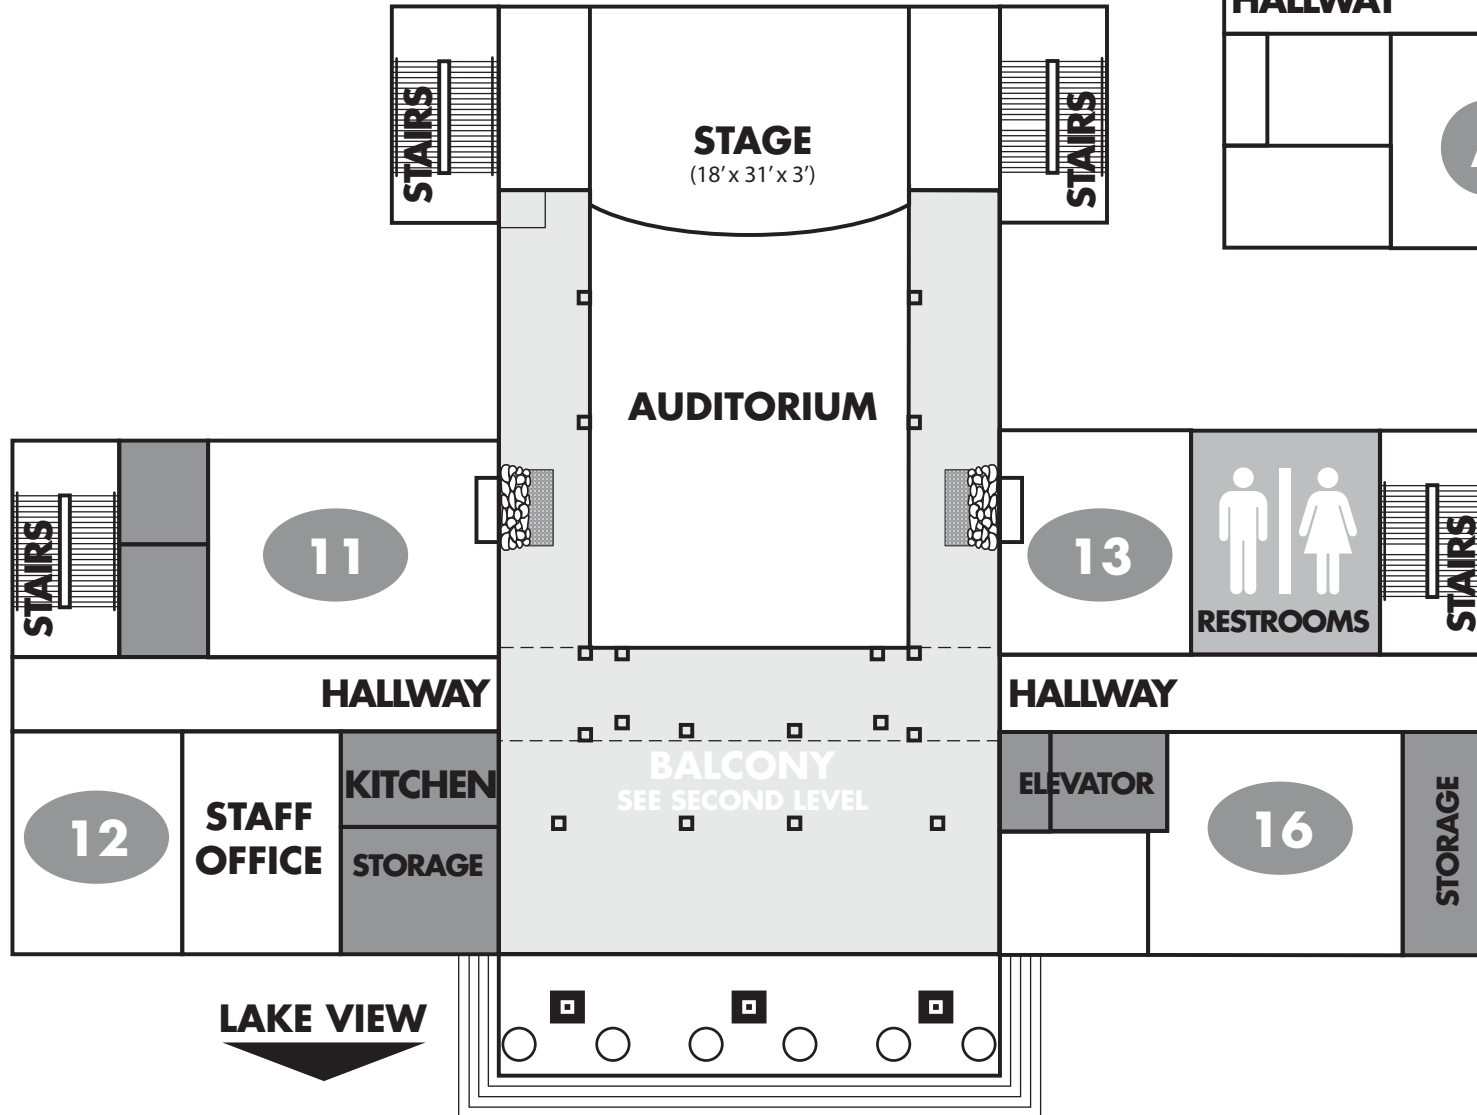 HALLWAY
STAIRS
STAGE
(18’ x 31’ x 3’)
STAIRS
AUDITORIUM
STAIRS
11
13
RESTROOMS
STAIRS
HALLWAY
HALLWAY
KITCHEN
BALCONY
SEE SECOND LEVEL
ELEVATOR
12
STAFF
OFFICE
STORAGE
16
STORAGE
LAKE VIEW